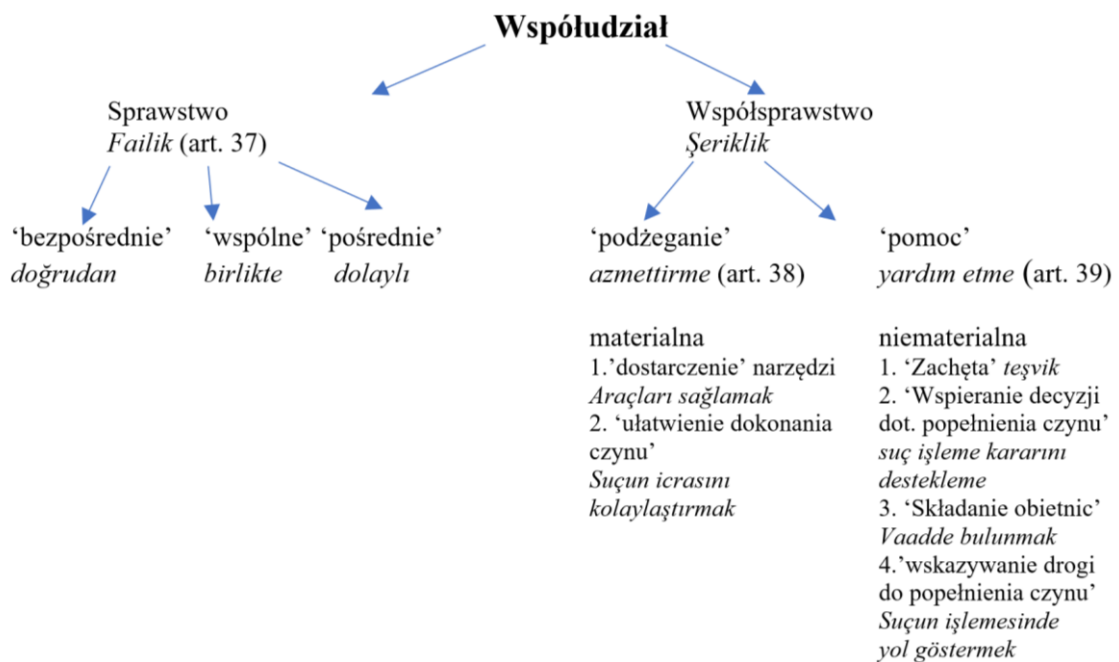 Współudział
Sprawstwo
Failik (art. 37)
Współsprawstwo
Şeriklik
‘bezpośrednie’
doğrudan
‘wspólne’
birlikte
‘pośrednie’
dolaylı
‘podżeganie’
azmettirme (art. 38)
‘pomoc’
yardım etme (art. 39)
materialna
1.’dostarczenie’ narzędzi
Araçları sağlamak
2. ‘ułatwienie dokonania
czynu’
Suçun icrasını
kolaylaştırmak
niematerialna
1. ‘Zachęta’ teşvik
2. ‘Wspieranie decyzji
dot. popełnienia czynu’
suç işleme kararını
destekleme
3. ‘Składanie obietnic’
Vaadde bulunmak
4.’wskazywanie drogi
do popełnienia czynu’
Suçun işlemesinde
yol göstermek